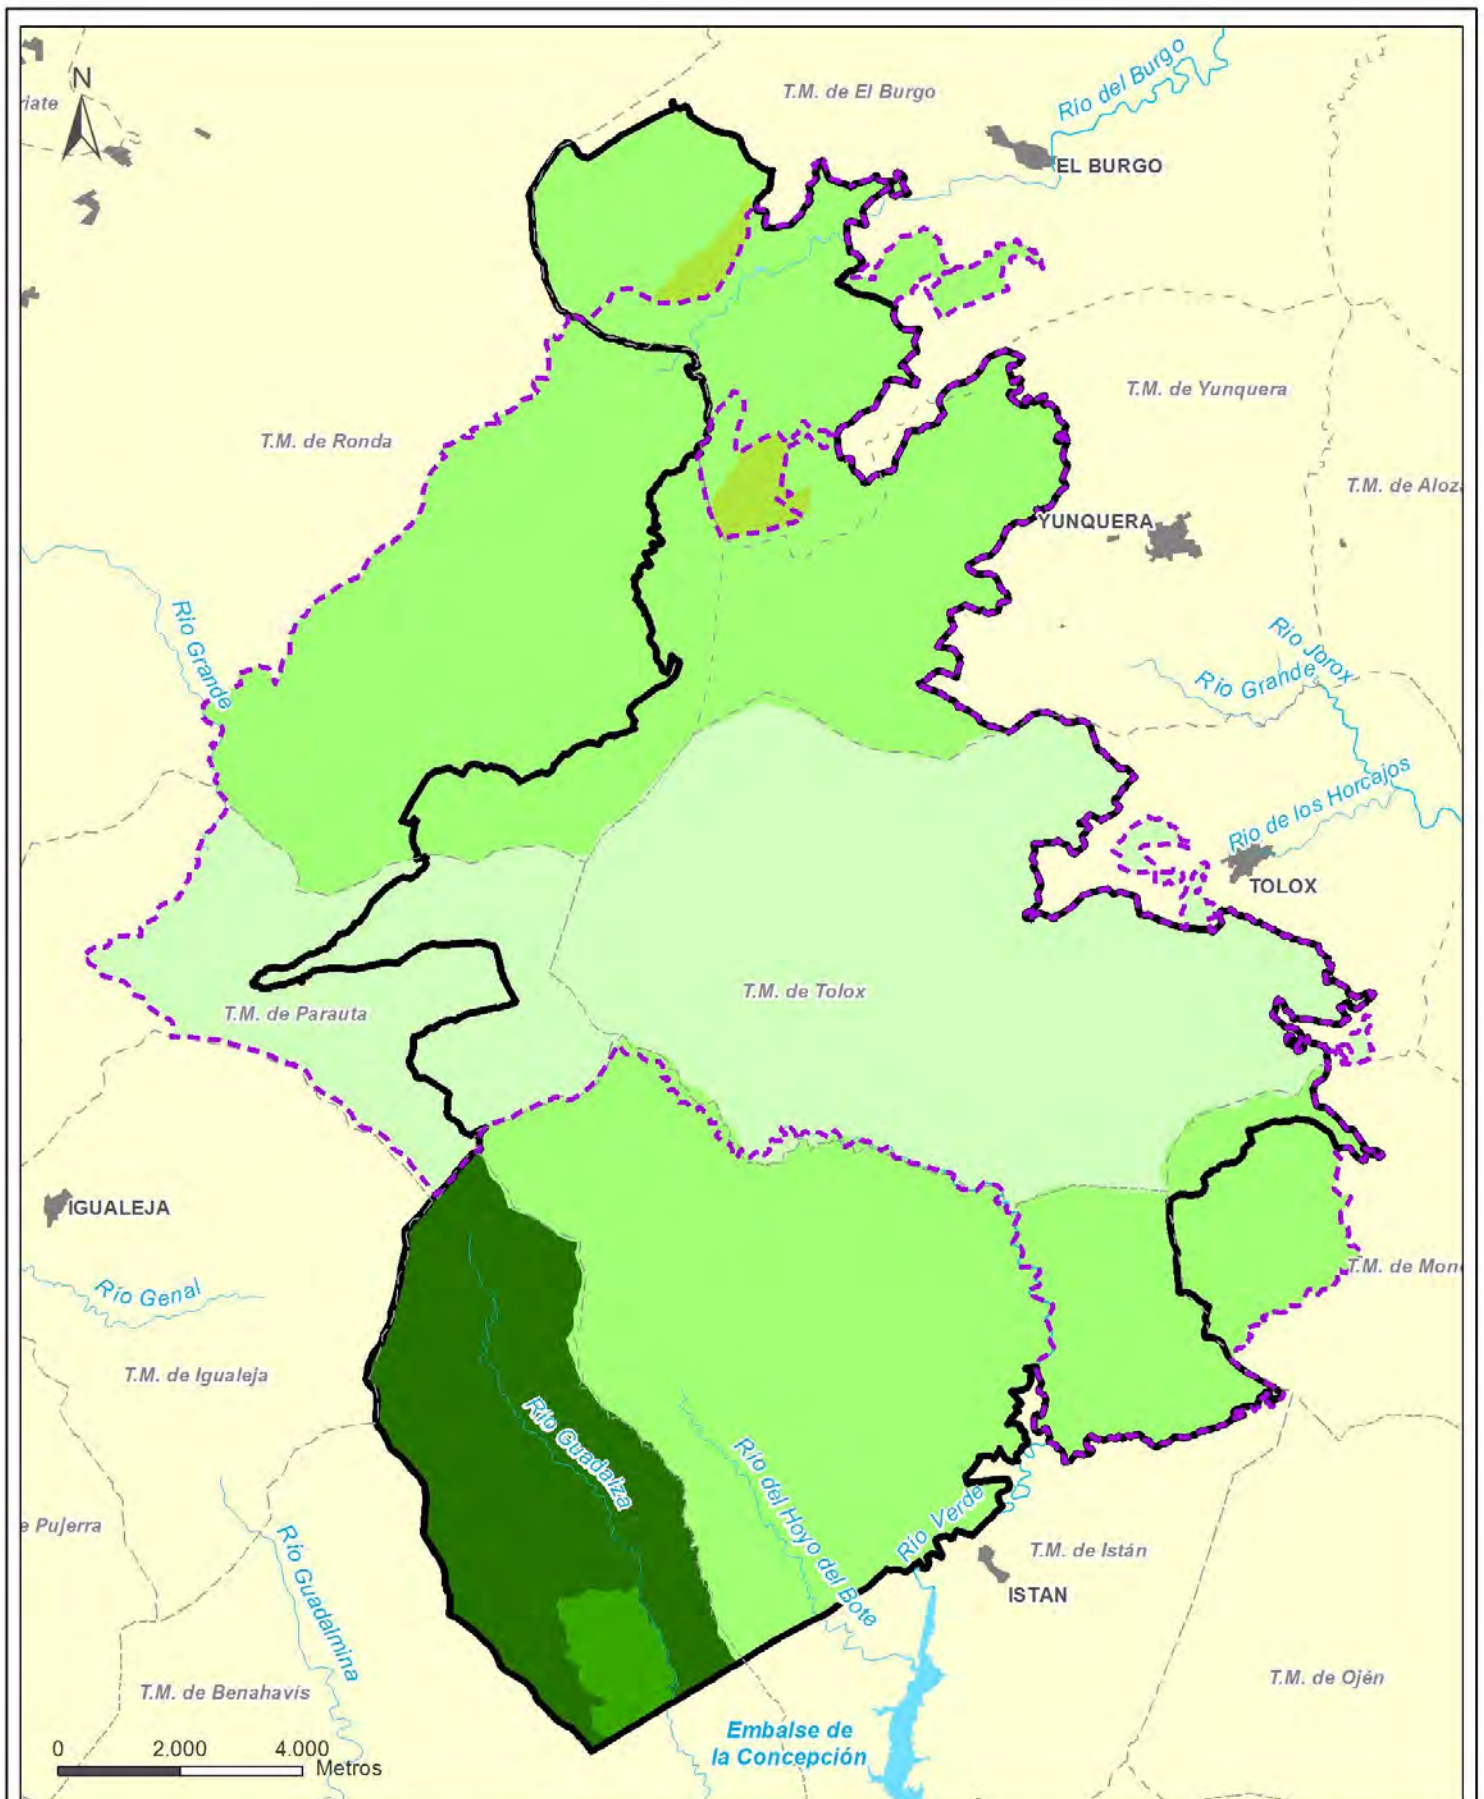 Río del Burgo
T.M. de El Burgo
N
riate
EL BURGO
T.M. de Yunquera
T.M. de Ronda
T.M. de Aloz
YUNQUERA
Río Grande
Río Jorox
Río Grande
Río de los Horcajos
TOLOX
T.M. de Tolox
T.M. de Parauta
IGUALEJA
T.M. de Mon
Río Genal
T.M. de Igualeja
Río Guadaiza
Río del Hoyo del Bote
Río Verde
e Pujerra
Río Guadalmina
T.M. de Istán
ISTAN
T.M. de Ojén
T.M. de Benahavís
Embalse de
la Concepción
0 2.000 4.000
Metros